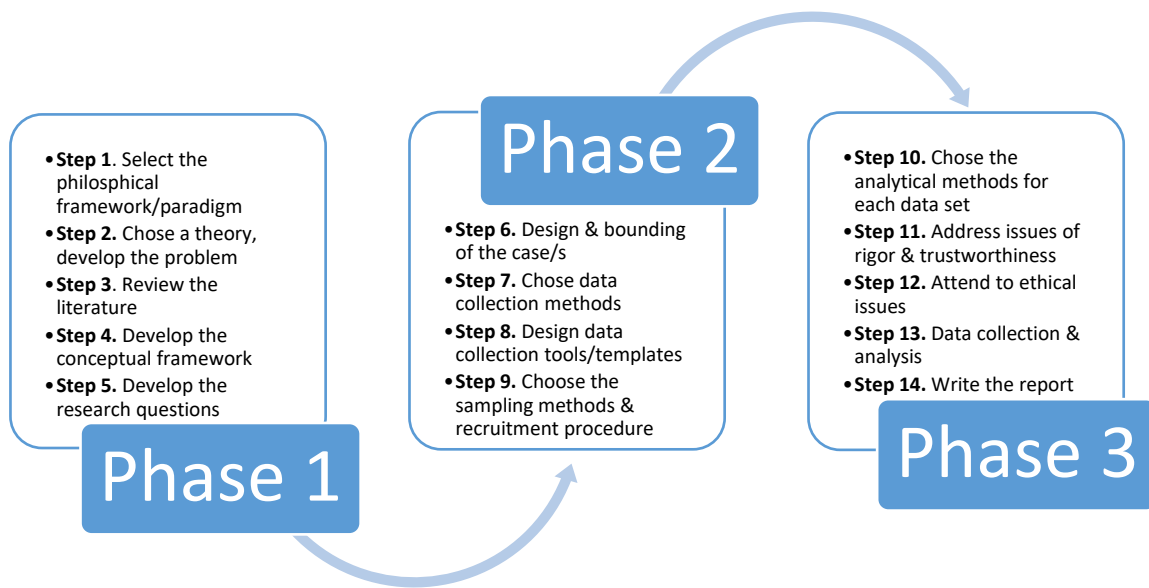 •Step 1. Select the
philosphical
framework/paradigm
•Step 2. Chose a theory,
develop the problem
•Step 3. Review the
literature
•Step 4. Develop the
conceptual framework
•Step 5. Develop the
research questions
Phase 1
Phase 2
•Step 6. Design & bounding
of the case/s
•Step 7. Chose data
collection methods
•Step 8. Design data
collection tools/templates
•Step 9. Choose the
sampling methods &
recruitment procedure
•Step 10. Chose the
analytical methods for
each data set
•Step 11. Address issues of
rigor & trustworthiness
•Step 12. Attend to ethical
issues
•Step 13. Data collection &
analysis
•Step 14. Write the report
Phase 3